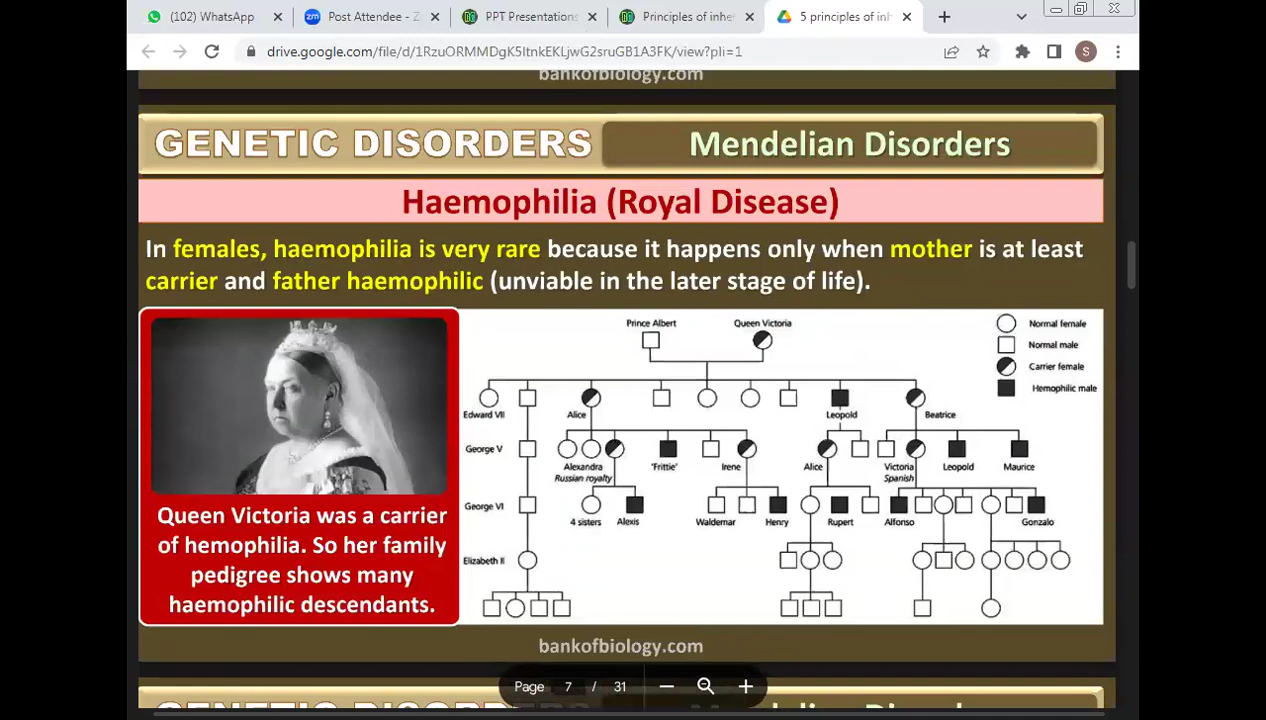 (102) WhatsApp
Post Attendee - Z
PPT Presentations
Principles of inhe
5 principles of inh
drive.google.com/file/d/1RzuORMMDgK5ItnkEKLjwG2sruGB1A3FK/view?pli=1
S
bankofbiology.com
GENETIC DISORDERS
Mendelian Disorders
Haemophilia (Royal Disease)
In females, haemophilia is very rare because it happens only when mother is at least
carrier and father haemophilic (unviable in the later stage of life).
Prince Albert
Queen Victoria
Normal female
Normal male
Carrier female
Hemophilic male
Edward VII
Alice
Leopold
Beatrice
George V
Alexandra
Russian royalty
'Frittie'
Irene
Alice
Victoria
Spanish
Leopold
Maurice
George VI
4 sisters
Alexis
Waldemar
Henry
Rupert
Alfonso
Gonzalo
Elizabeth II
Queen Victoria was a carrier
of hemophilia. So her family
pedigree shows many
haemophilic descendants.
bankofbiology.com
Page 7 / 31